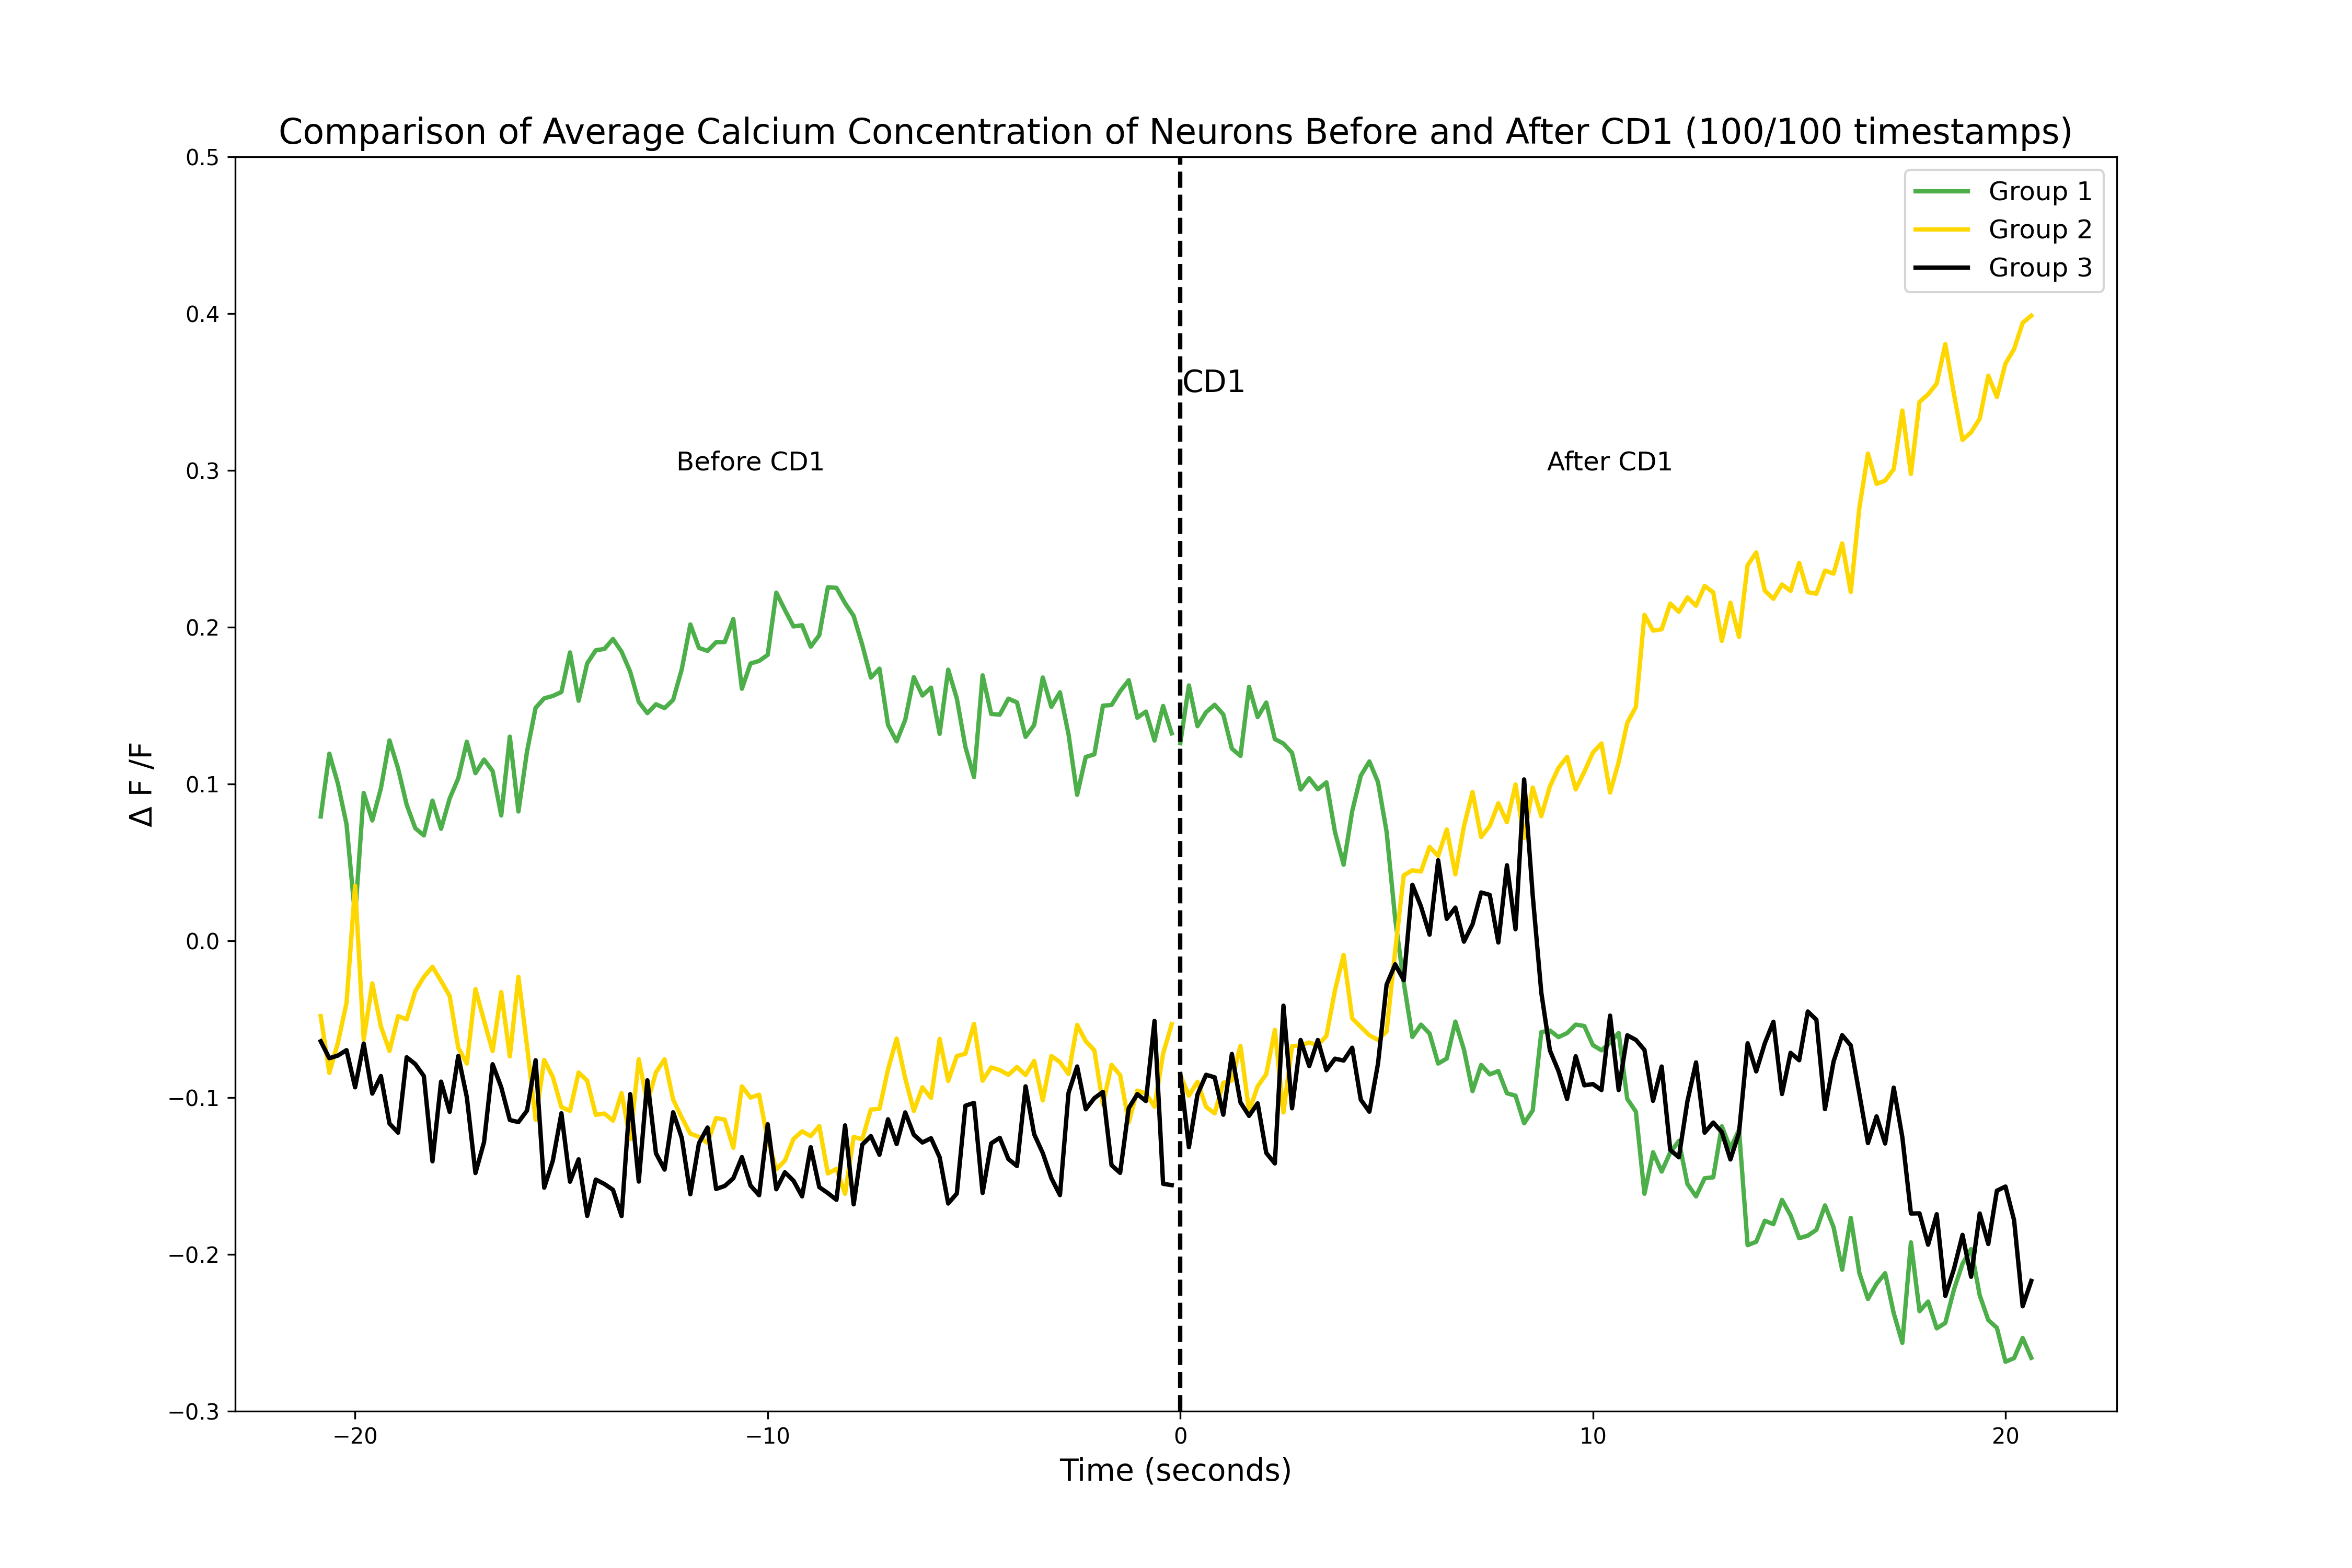 Comparison of Average Calcium Concentration of Neurons Before and After CD1 (100/100 timestamps)
0.5
0.4
0.3
0.2
0.1
0.0
−0.1
−0.2
−0.3
Δ F /F
Group 1
Group 2
Group 3
CD1
Before CD1
After CD1
−20
−10
0
10
20
Time (seconds)